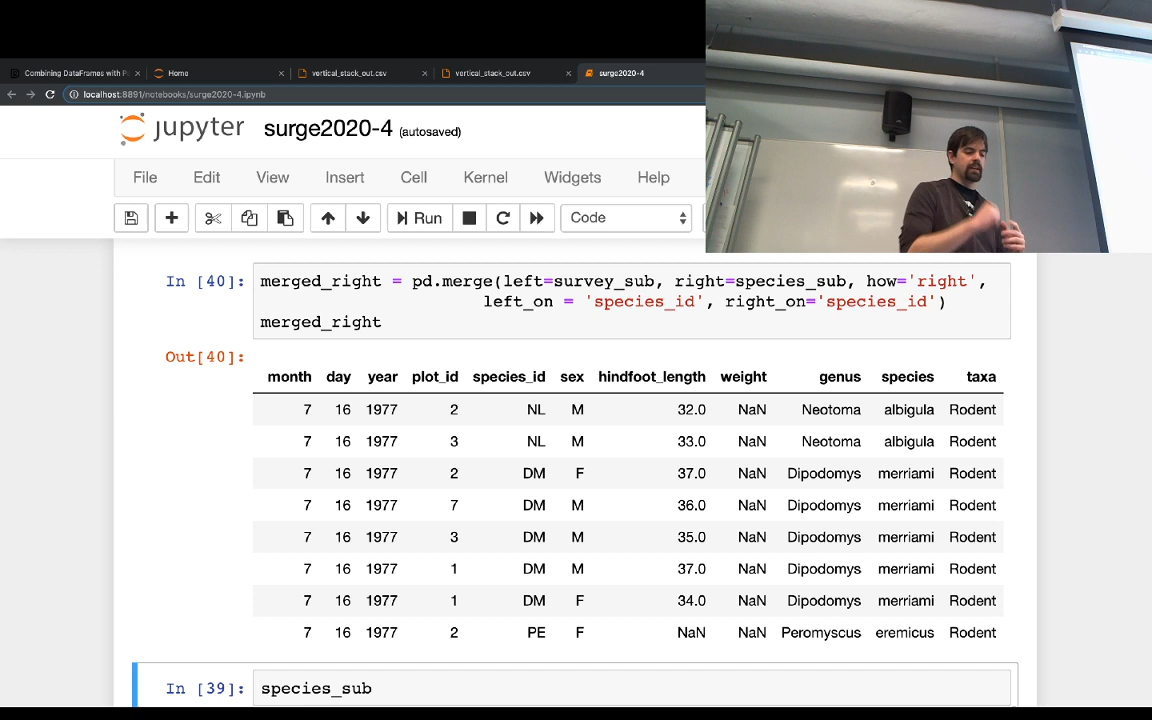 Combining DataFrames with P
Home
vertical_stack_out.csv
vertical_stack_out.csv
surge2020-4
localhost:8891/notebooks/surge2020-4.ipynb
jupyter surge2020-4 (autosaved)
File Edit View Insert Cell Kernel Widgets Help
Run Code
In [40]: merged_right = pd.merge(left=survey_sub, right=species_sub, how='right',
left_on = 'species_id', right_on='species_id')
merged_right
Out[40]:
month day year plot_id species_id sex hindfoot_length weight genus species taxa
7 16 1977 2 NL M 32.0 NaN Neotoma albigula Rodent
7 16 1977 3 NL M 33.0 NaN Neotoma albigula Rodent
7 16 1977 2 DM F 37.0 NaN Dipodomys merriami Rodent
7 16 1977 7 DM M 36.0 NaN Dipodomys merriami Rodent
7 16 1977 3 DM M 35.0 NaN Dipodomys merriami Rodent
7 16 1977 1 DM M 37.0 NaN Dipodomys merriami Rodent
7 16 1977 1 DM F 34.0 NaN Dipodomys merriami Rodent
7 16 1977 2 PE F NaN NaN Peromyscus eremicus Rodent
In [39]: species_sub